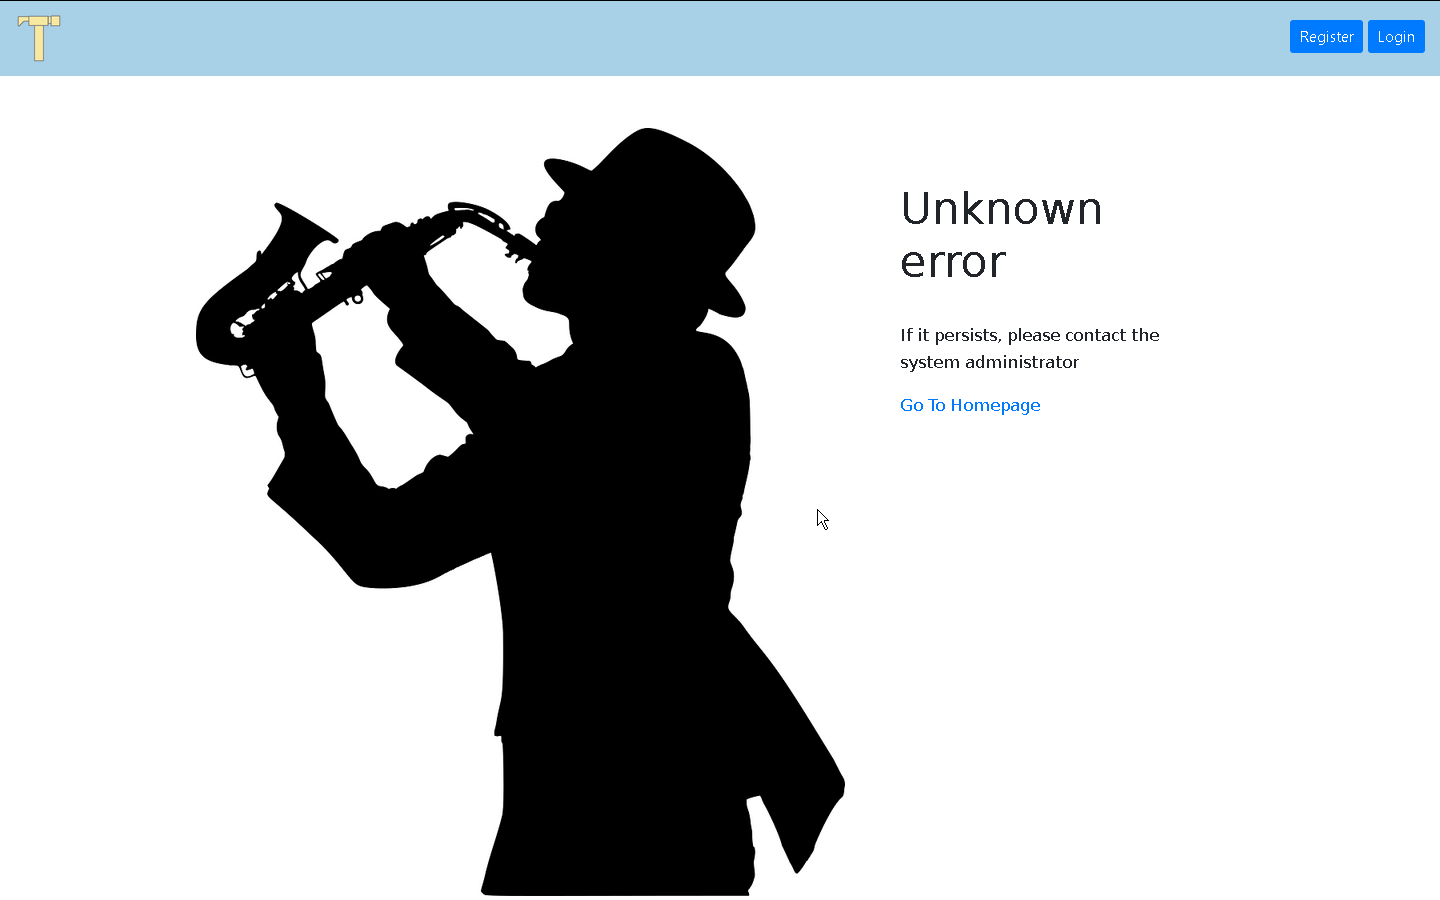 Register Login
Unknown
error
If it persists, please contact the
system administrator
Go To Homepage